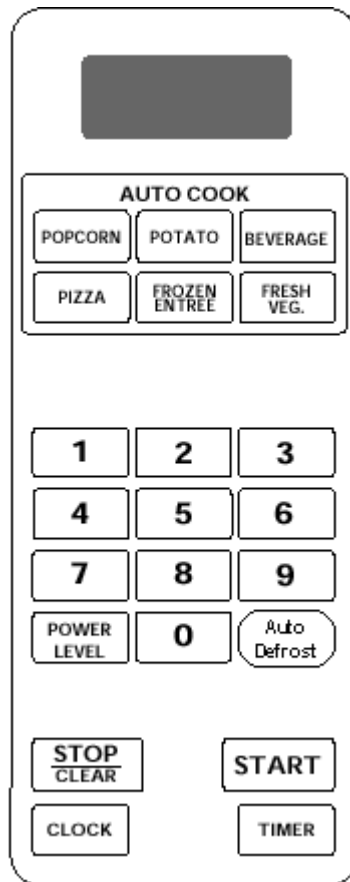 AUTO COOK
POPCORN POTATO BEVERAGE
PIZZA FROZEN ENTREE FRESH VEG.
1 2 3
4 5 6
7 8 9
POWER LEVEL 0 Auto Defrost
STOP
CLEAR
START
CLOCK TIMER